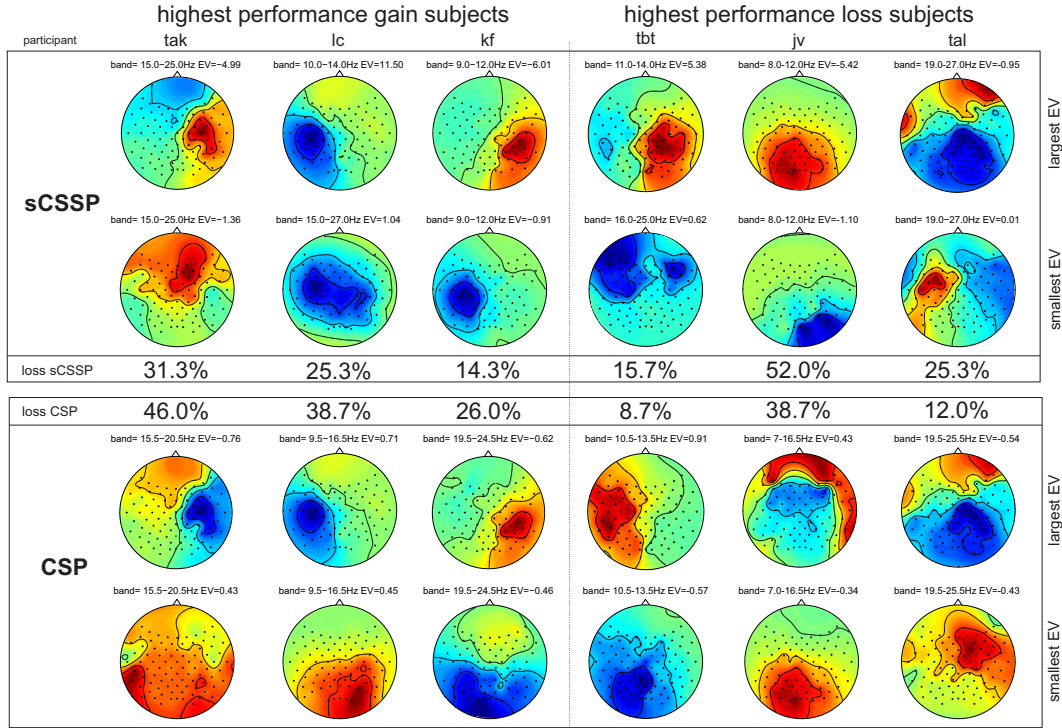 highest performance gain subjects highest performance loss subjects
participant tak lc kf tbt jv tal
band= 15.0-25.0Hz EV=-4.99 band= 10.0-14.0Hz EV=11.50 band= 9.0-12.0Hz EV=-6.01 band= 11.0-14.0Hz EV=5.38 band= 8.0-12.0Hz EV=-5.42 band= 19.0-27.0Hz EV=-0.95
largest EV
sCSSP
band= 15.0-25.0Hz EV=-1.36 band= 15.0-27.0Hz EV=1.04 band= 9.0-12.0Hz EV=-0.91 band= 16.0-25.0Hz EV=0.62 band= 8.0-12.0Hz EV=-1.10 band= 19.0-27.0Hz EV=0.01
smallest EV
loss sCSSP 31.3% 25.3% 14.3% 15.7% 52.0% 25.3%
loss CSP 46.0% 38.7% 26.0% 8.7% 38.7% 12.0%
band= 15.5-20.5Hz EV=-0.76 band= 9.5-16.5Hz EV=0.71 band= 19.5-24.5Hz EV=-0.62 band= 10.5-13.5Hz EV=0.91 band= 7-16.5Hz EV=0.43 band= 19.5-25.5Hz EV=-0.54
largest EV
CSP
band= 15.5-20.5Hz EV=0.43 band= 9.5-16.5Hz EV=0.45 band= 19.5-24.5Hz EV=-0.46 band= 10.5-13.5Hz EV=-0.57 band= 7.0-16.5Hz EV=-0.34 band= 19.5-25.5Hz EV=-0.43
smallest EV